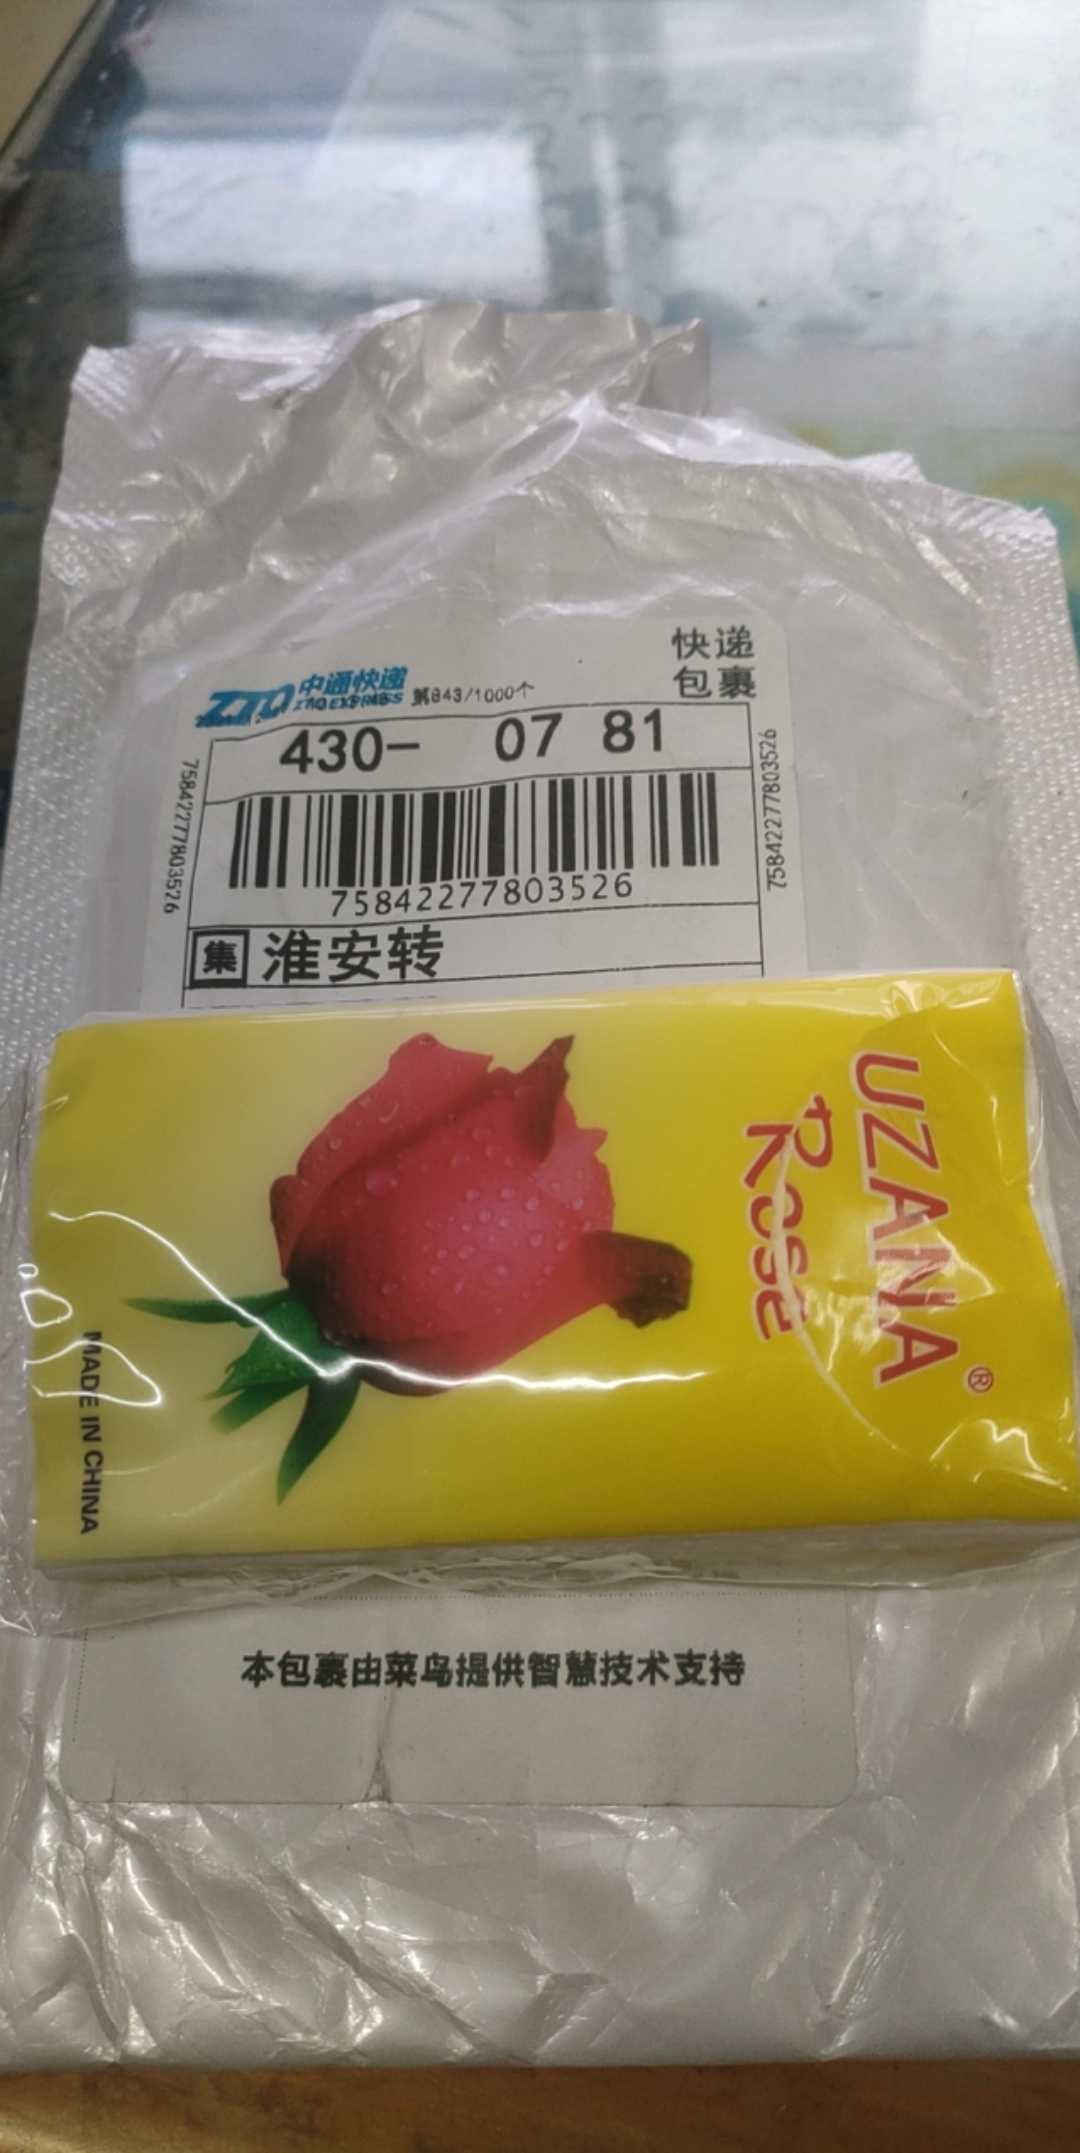 快递
包裹
ZTO 中通快递
ZTO EXPRESS
第843/1000个
430- 07 81
75842277803526
75842277803526
75842277803526
集 淮安转
UZANA®
Rose
MADE IN CHINA
本包裹由菜鸟提供智慧技术支持